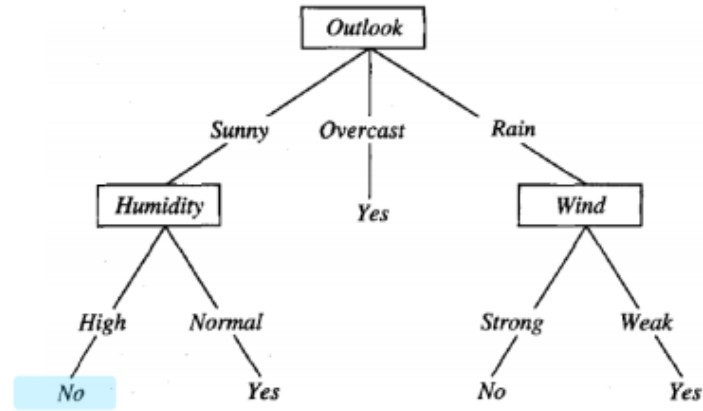 Outlook
Sunny Overcast Rain
Humidity Yes Wind
High Normal Strong Weak
No Yes No Yes